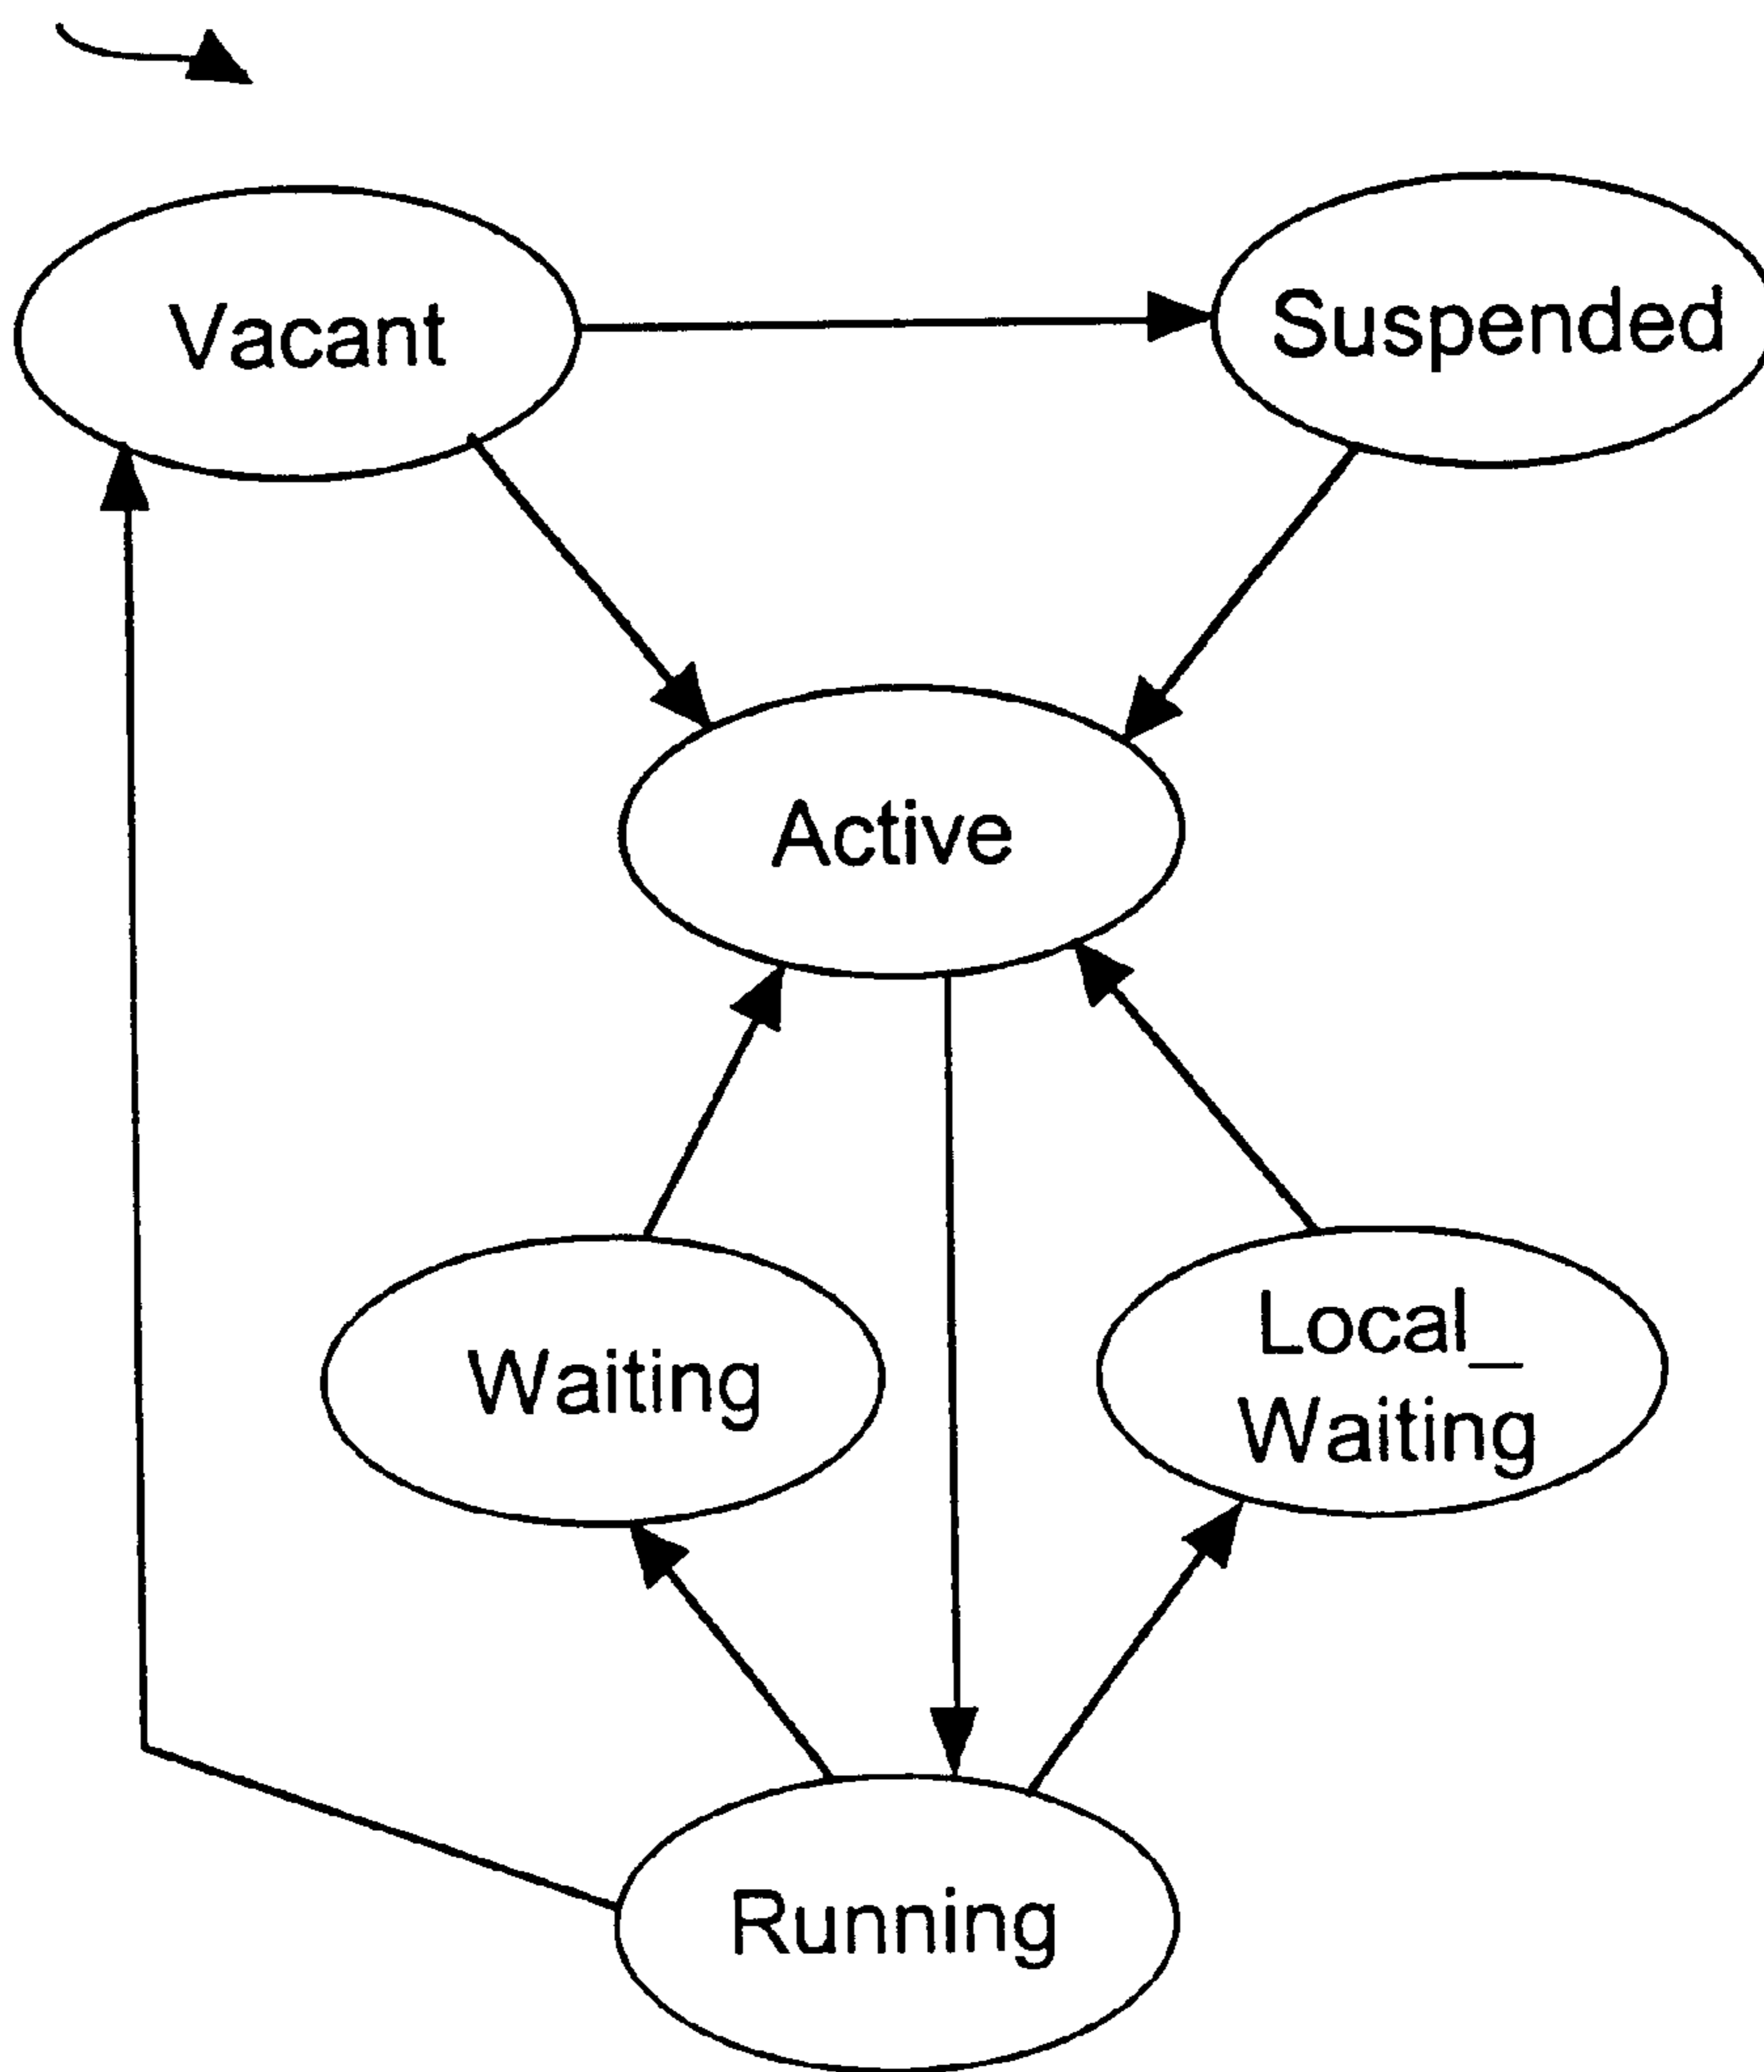 Vacant
Suspended
Active
Waiting
Local_
Waiting
Running